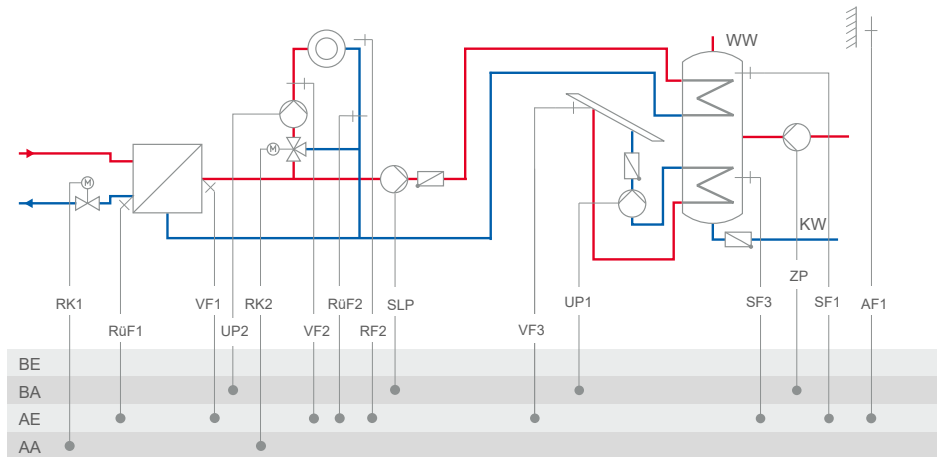 WW
M
M
KW
ZP
RK1
VF1
RK2
RüF2
SLP
UP1
SF3
SF1
AF1
RüF1
UP2
VF2
RF2
VF3
BE
BA
AE
AA